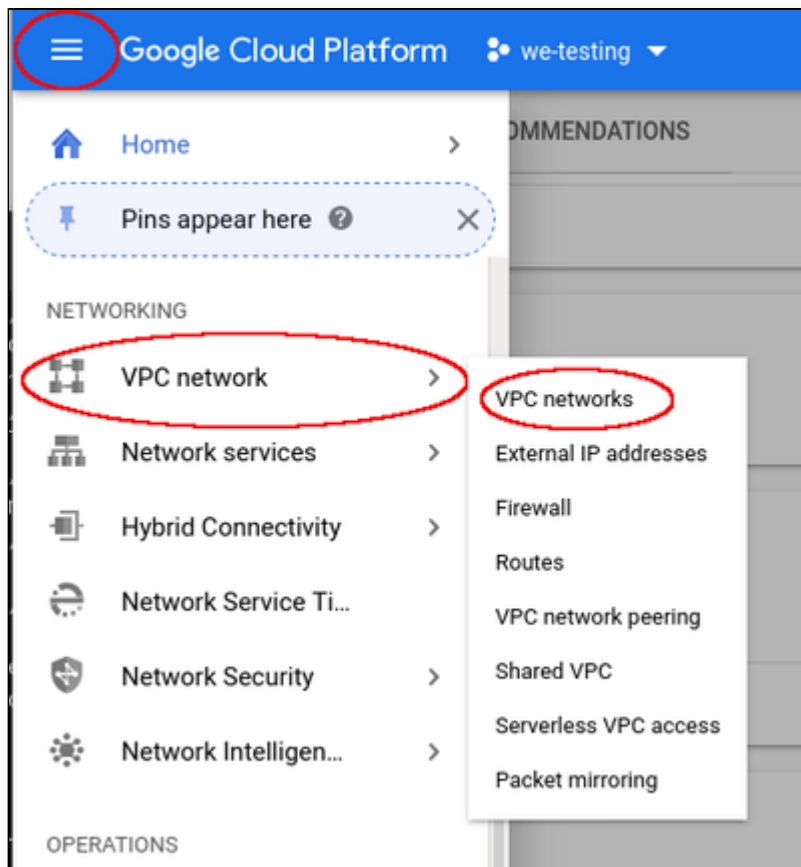 Google Cloud Platform we-testing
OMMENDATIONS
Home
Pins appear here
NETWORKING
VPC network
Network services
Hybrid Connectivity
Network Service Ti...
Network Security
Network Intelligen...
OPERATIONS
VPC networks
External IP addresses
Firewall
Routes
VPC network peering
Shared VPC
Serverless VPC access
Packet mirroring